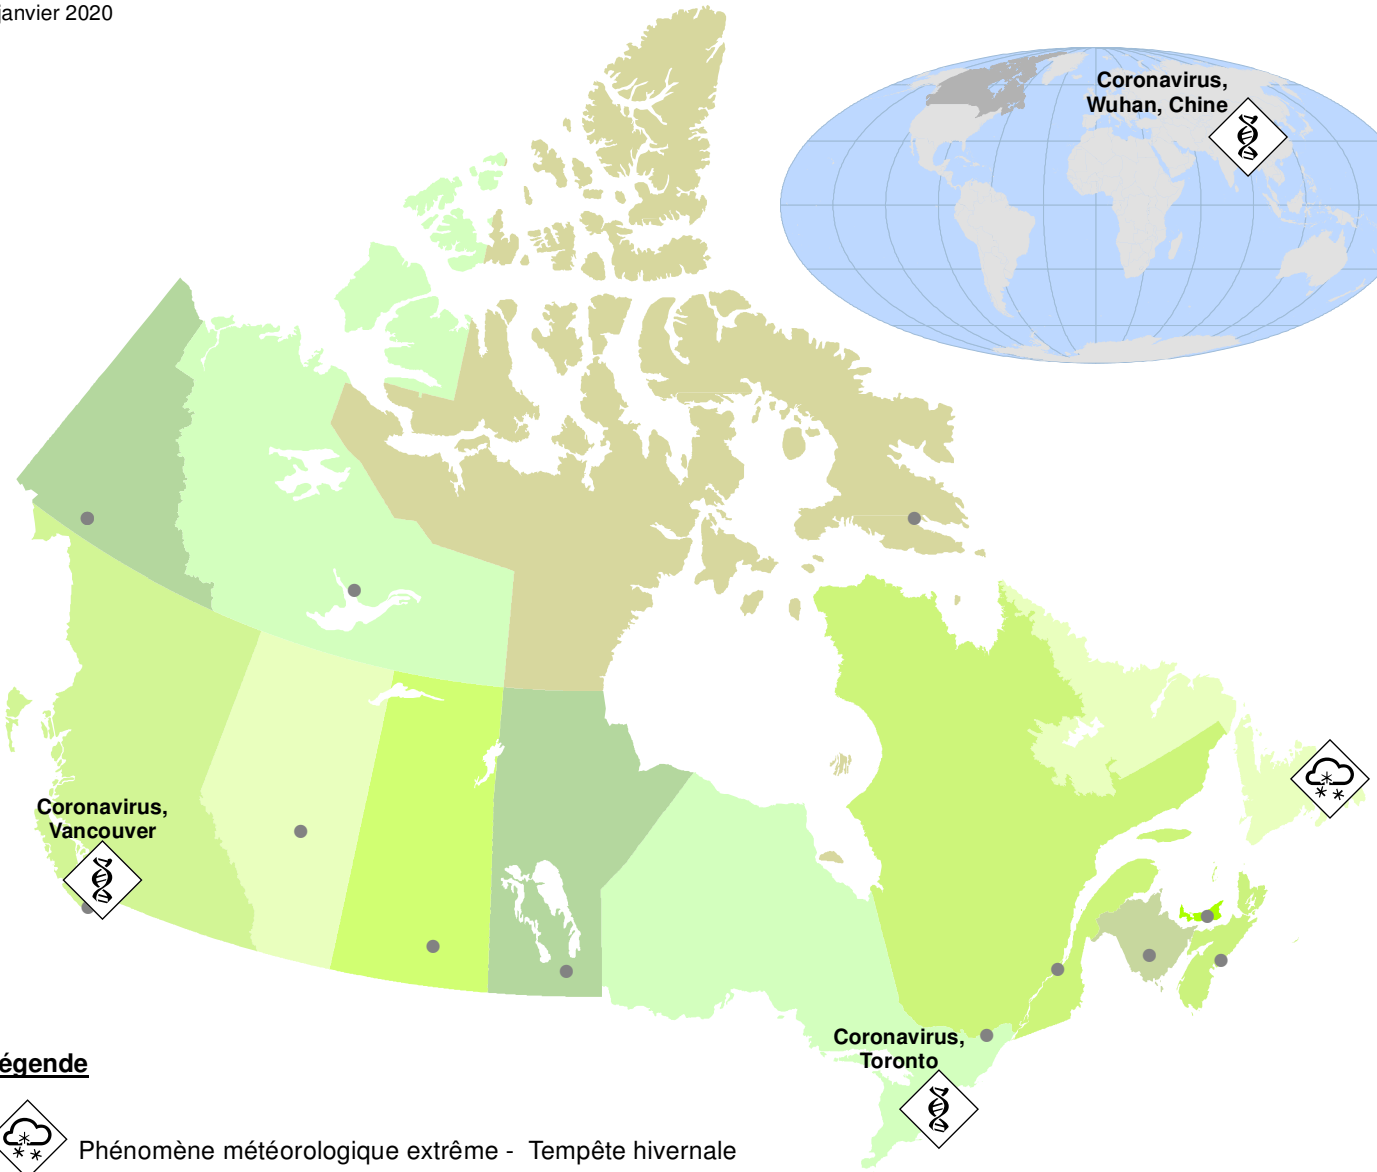 janvier 2020
Coronavirus,
Wuhan, Chine
Coronavirus,
Vancouver
Coronavirus,
Toronto
égende
Phénomène météorologique extrême - Tempête hivernale